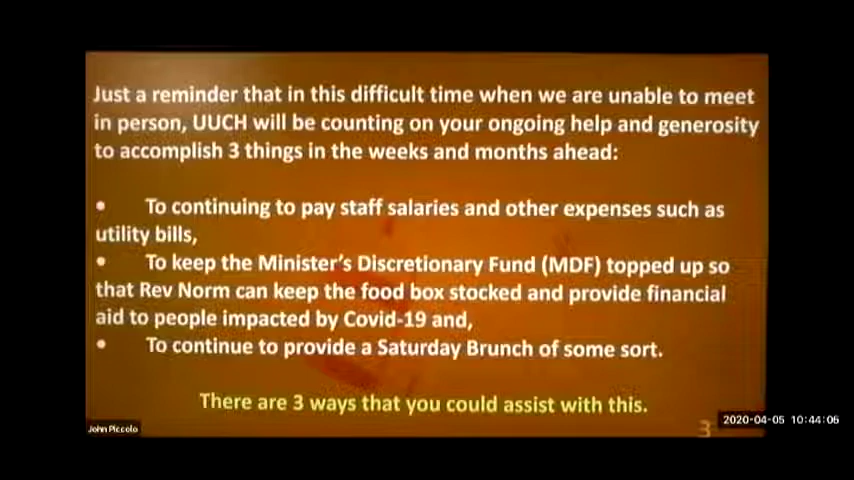 Just a reminder that in this difficult time when we are unable to meet
in person, UUCH will be counting on your ongoing help and generosity
to accomplish 3 things in the weeks and months ahead:
• To continuing to pay staff salaries and other expenses such as
utility bills,
• To keep the Minister's Discretionary Fund (MDF) topped up so
that Rev Norm can keep the food box stocked and provide financial
aid to people impacted by Covid-19 and,
• To continue to provide a Saturday Brunch of some sort.
There are 3 ways that you could assist with this.
3
2020-04-05 10:44:06
John Piccolo